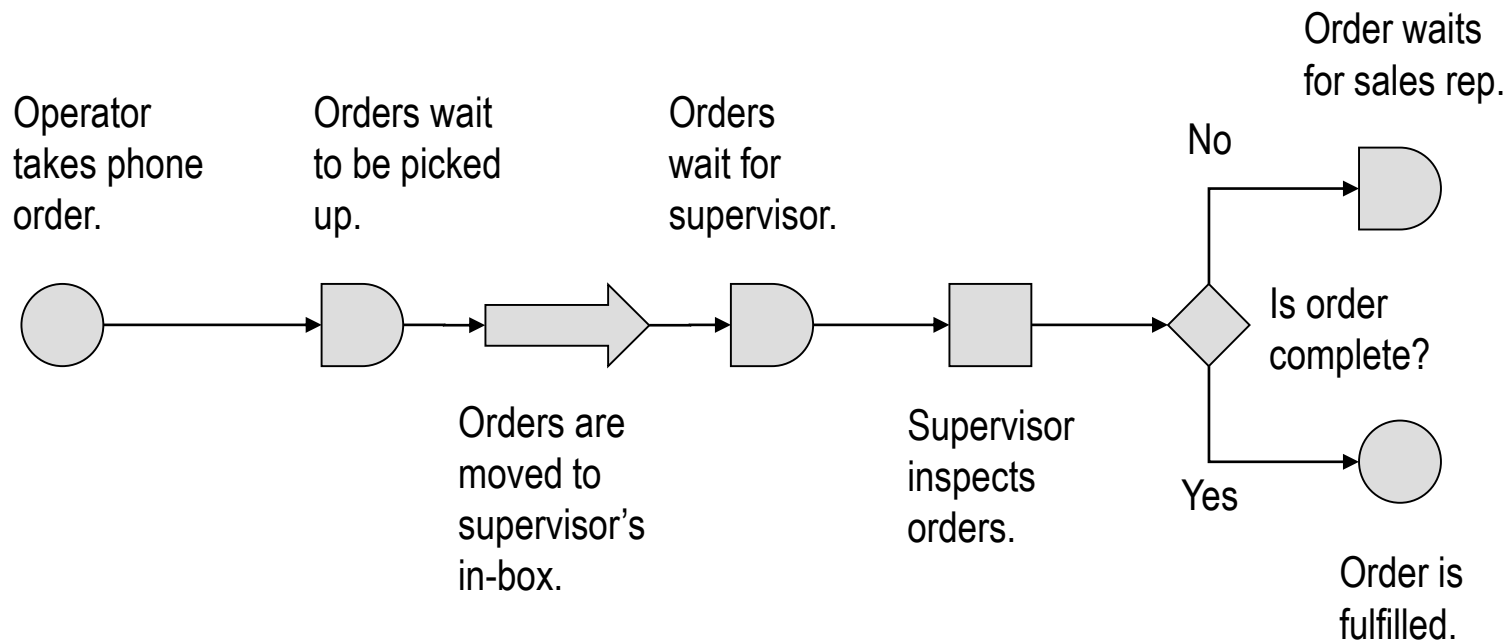 Operator
takes phone
order.
Orders wait
to be picked
up.
Orders are
moved to
supervisor’s
in-box.
Orders
wait for
supervisor.
Supervisor
inspects
orders.
Is order
complete?
No
Order waits
for sales rep.
Yes
Order is
fulfilled.